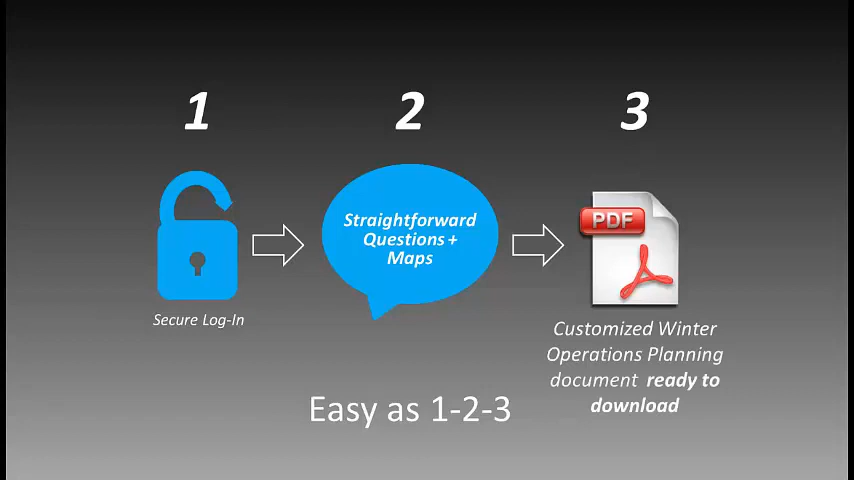 1
2
3
Straightforward
Questions +
Maps
PDF
Secure Log-In
Customized Winter
Operations Planning
document ready to
download
Easy as 1-2-3